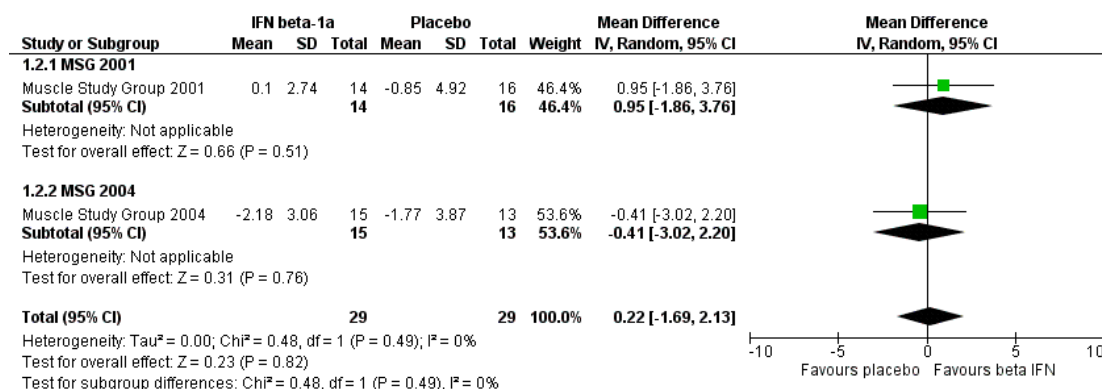 IFN beta-1a Placebo Mean Difference Mean Difference
Study or Subgroup Mean SD Total Mean SD Total Weight IV, Random, 95% CI IV, Random, 95% CI
1.2.1 MSG 2001
Muscle Study Group 2001 0.1 2.74 14 -0.85 4.92 16 46.4% 0.95 [-1.86, 3.76]
Subtotal (95% CI) 14 16 46.4% 0.95 [-1.86, 3.76]
Heterogeneity: Not applicable
Test for overall effect: Z = 0.66 (P = 0.51)
1.2.2 MSG 2004
Muscle Study Group 2004 -2.18 3.06 15 -1.77 3.87 13 53.6% -0.41 [-3.02, 2.20]
Subtotal (95% CI) 15 13 53.6% -0.41 [-3.02, 2.20]
Heterogeneity: Not applicable
Test for overall effect: Z = 0.31 (P = 0.76)
Total (95% CI) 29 29 100.0% 0.22 [-1.69, 2.13]
Heterogeneity: Tau² = 0.00; Chi² = 0.48, df = 1 (P = 0.49); I² = 0%
Test for overall effect: Z = 0.23 (P = 0.82)
Test for subgroup differences: Chi² = 0.48, df = 1 (P = 0.49), I² = 0%
-10 -5 0 5 10
Favours placebo Favours beta IFN